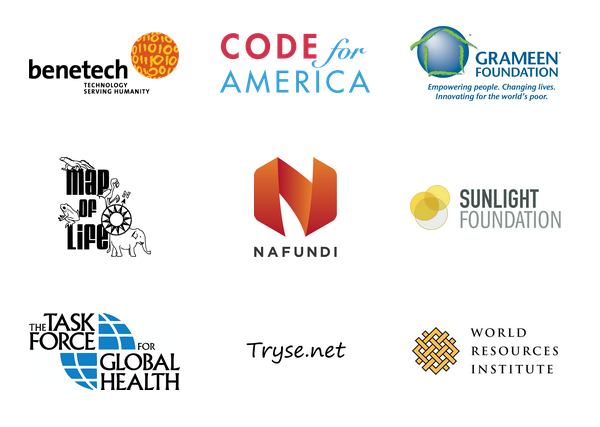 benetech
TECHNOLOGY
SERVING HUMANITY
CODE for
AMERICA
GRAMEEN
FOUNDATION
Empowering people. Changing lives.
Innovating for the world's poor.
map
of
Life
NAFUNDI
SUNLIGHT
FOUNDATION
THE TASK
FORCE FOR
GLOBAL
HEALTH
Tryse.net
WORLD
RESOURCES
INSTITUTE